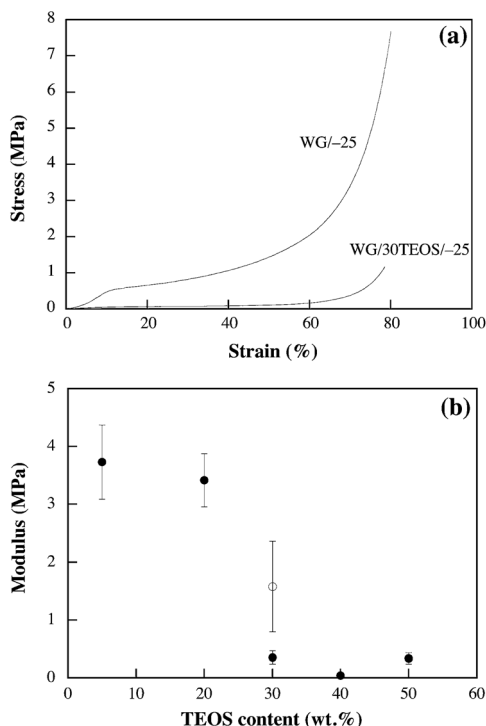 (a)
8
7
6
5
4
3
2
1
0
Stress (MPa)
WG/–25
WG/30TEOS/–25
0 20 40 60 80 100
Strain (%)
(b)
5
4
3
2
1
0
Modulus (MPa)
0 10 20 30 40 50 60
TEOS content (wt.%)